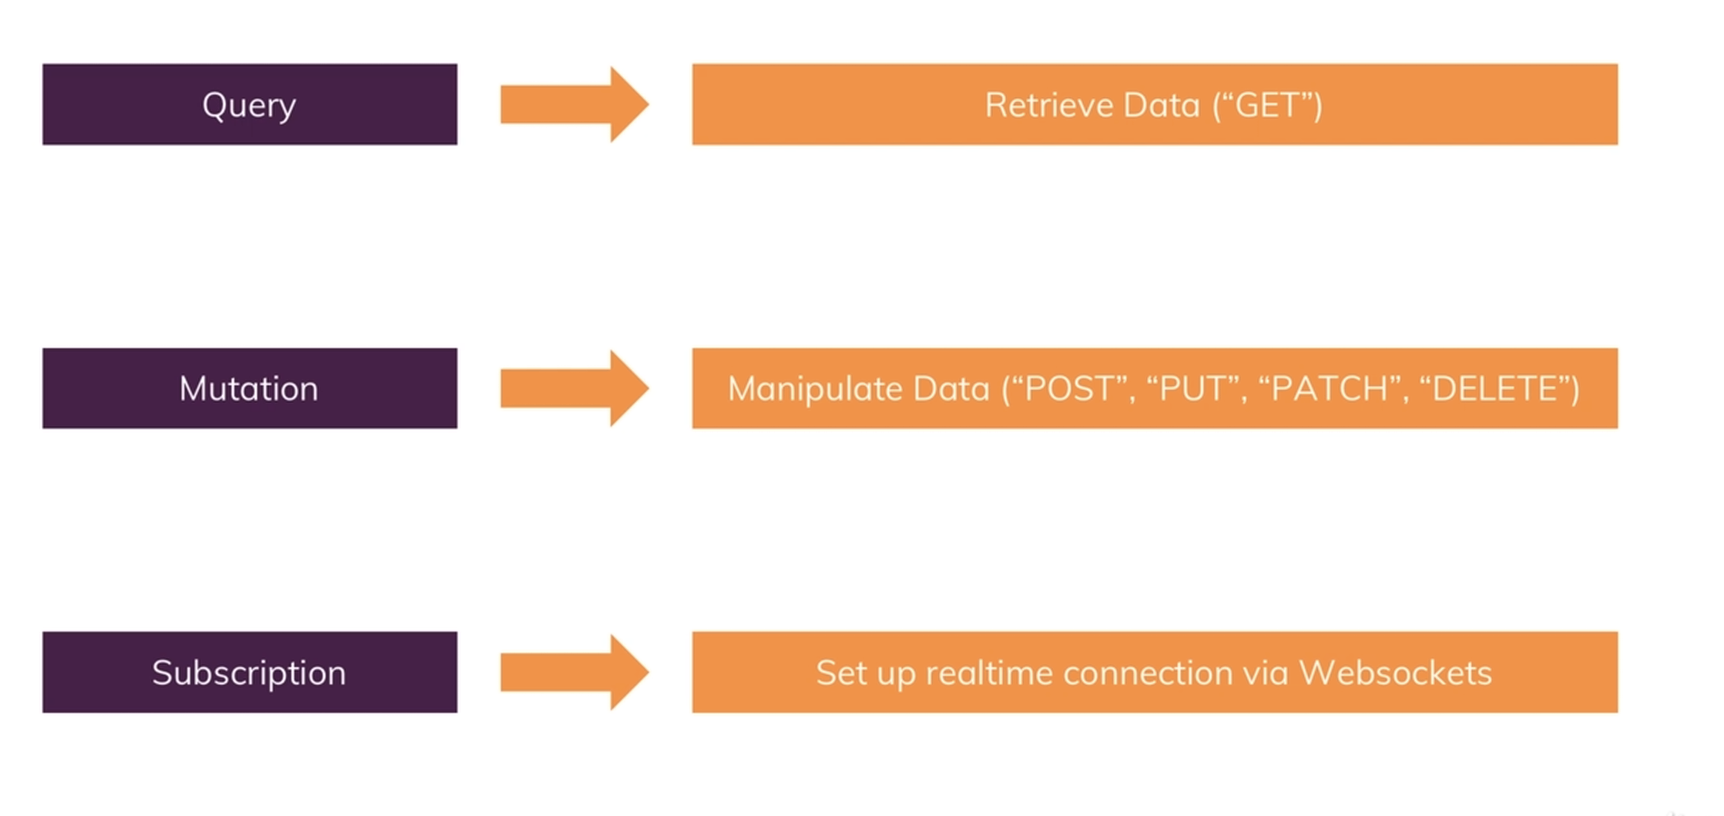 Query
Retrieve Data (“GET”)
Mutation
Manipulate Data (“POST”, “PUT”, “PATCH”, “DELETE”)
Subscription
Set up realtime connection via Websockets